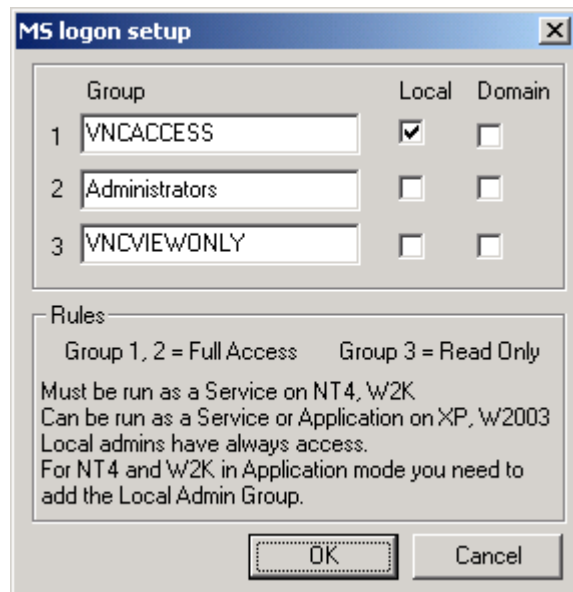 MS logon setup
Group Local Domain
1 VNCACCESS
2 Administrators
3 VNCVIEWONLY
Rules
Group 1, 2 = Full Access Group 3 = Read Only
Must be run as a Service on NT4, W2K
Can be run as a Service or Application on XP, W2003
Local admins have always access.
For NT4 and W2K in Application mode you need to
add the Local Admin Group.
OK Cancel